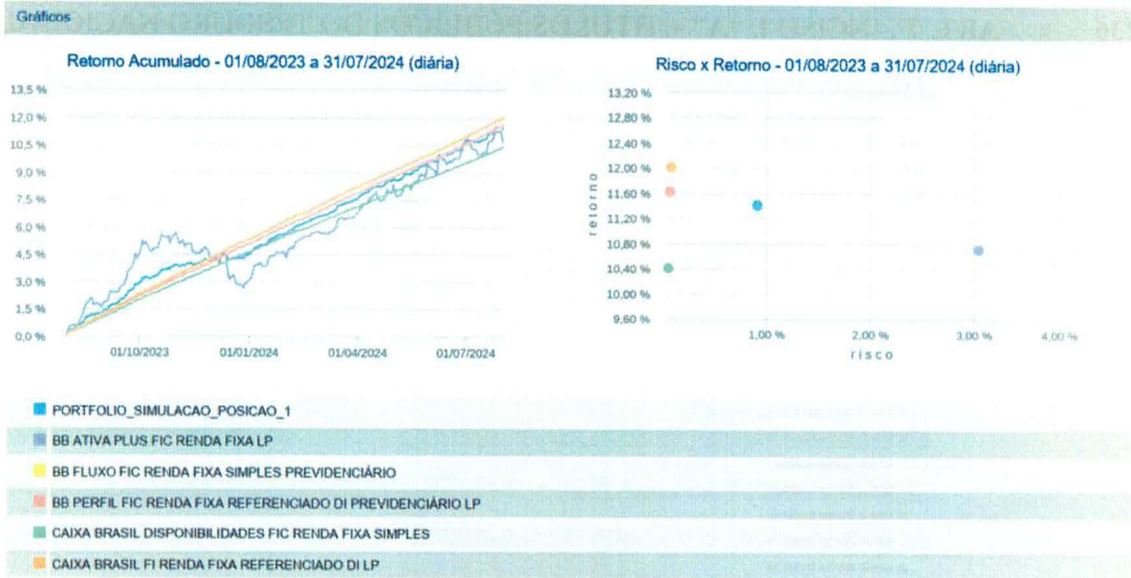 Gráficos
Retorno Acumulado - 01/08/2023 a 31/07/2024 (diária)
13,5 %
12,0 %
10,5 %
9,0 %
7,5 %
6,0 %
4,5 %
3,0 %
1,5 %
0,0 %
01/10/2023
01/01/2024
01/04/2024
01/07/2024
Risco x Retorno - 01/08/2023 a 31/07/2024 (diária)
13,20 %
12,80 %
12,40 %
12,00 %
11,60 %
11,20 %
10,80 %
10,40 %
10,00 %
9,60 %
retorno
1,00 %
2,00 %
3,00 %
4,00 %
risco
PORTFOLIO_SIMULACAO_POSICAO_1
BB ATIVA PLUS FIC RENDA FIXA LP
BB FLUXO FIC RENDA FIXA SIMPLES PREVIDENCIÁRIO
BB PERFIL FIC RENDA FIXA REFERENCIADO DI PREVIDENCIÁRIO LP
CAIXA BRASIL DISPONIBILIDADES FIC RENDA FIXA SIMPLES
CAIXA BRASIL FI RENDA FIXA REFERENCIADO DI LP